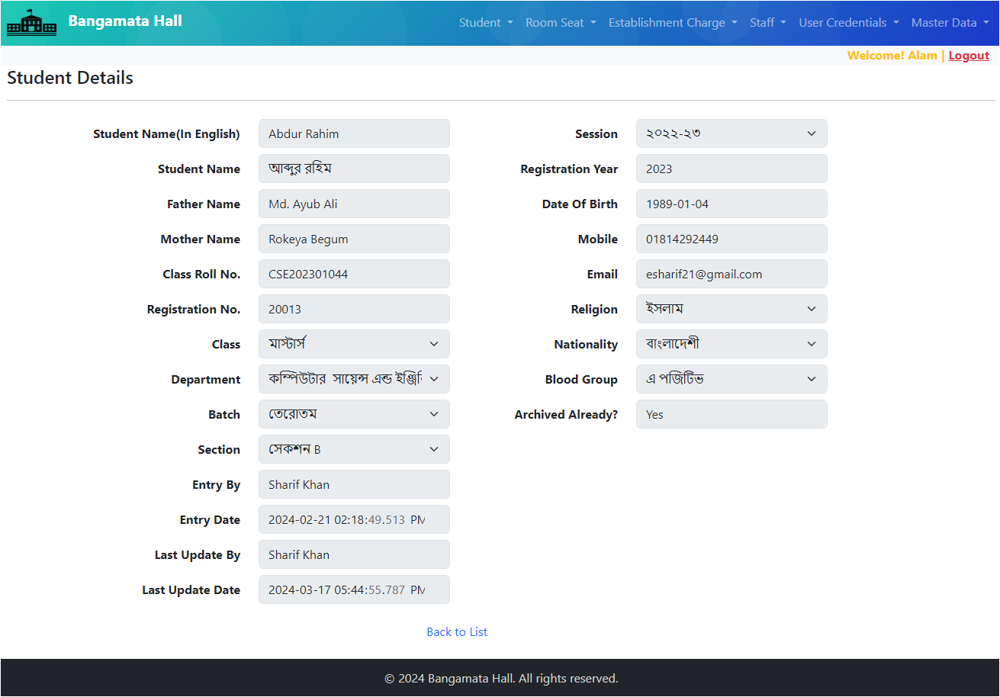 Bangamata Hall
Student Room Seat Establishment Charge Staff User Credentials Master Data
Welcome! Alam | Logout
Student Details
Student Name(In English) Abdur Rahim
Student Name আব্দুর রহিম
Father Name Md. Ayub Ali
Mother Name Rokeya Begum
Class Roll No. CSE202301044
Registration No. 20013
Class মাস্টার্স
Department কম্পিউটার সায়েন্স এন্ড
Batch তেরোতম
Section সেকশন B
Entry By Sharif Khan
Entry Date 2024-02-21 02:18:49.513 PM
Last Update By Sharif Khan
Last Update Date 2024-03-17 05:44:55.787 PM
Session ২০২২-২৩
Registration Year 2023
Date Of Birth 1989-01-04
Mobile 01814292449
Email esharif21@gmail.com
Religion ইসলাম
Nationality বাংলাদেশী
Blood Group এ পজিটিভ
Archived Already? Yes
Back to List
© 2024 Bangamata Hall. All rights reserved.